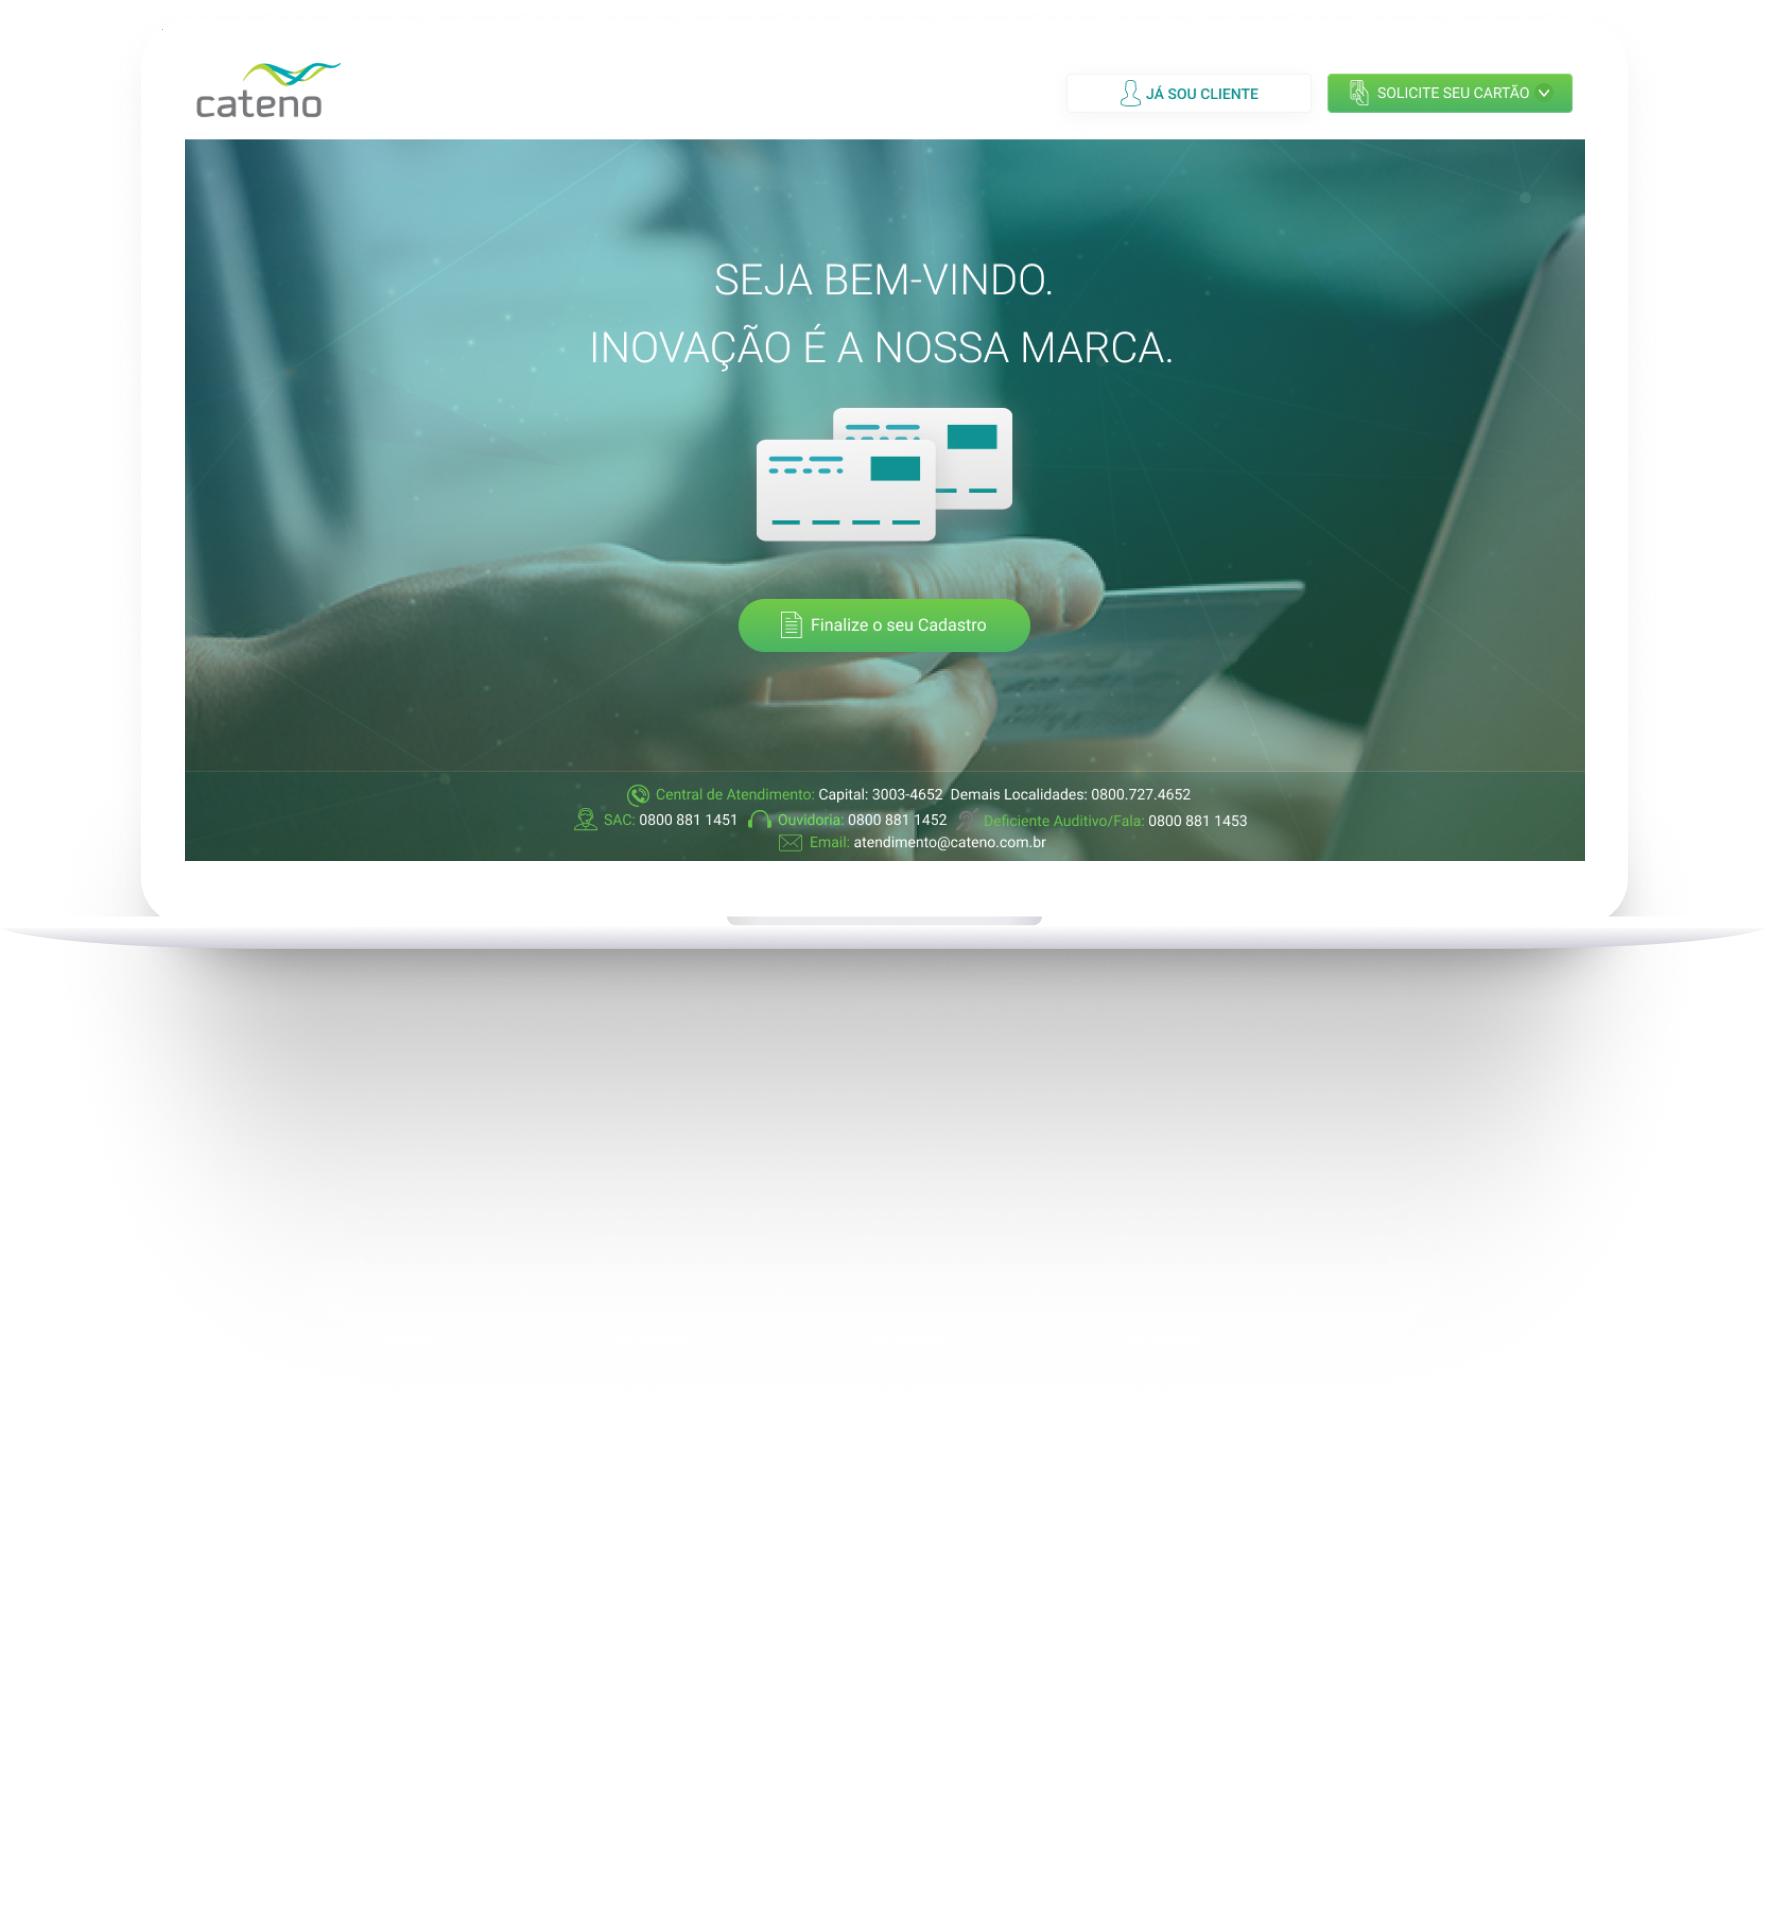 cateno
JÁ SOU CLIENTE
SOLICITE SEU CARTÃO
SEJA BEM-VINDO.
INOVAÇÃO É A NOSSA MARCA.
Finalize o seu Cadastro
Central de Atendimento: Capital: 3003-4652 Demais Localidades: 0800.727.4652
SAC: 0800 881 1451 Ouvidoria: 0800 881 1452 Deficiente Auditivo/Fala: 0800 881 1453
Email: atendimento@cateno.com.br